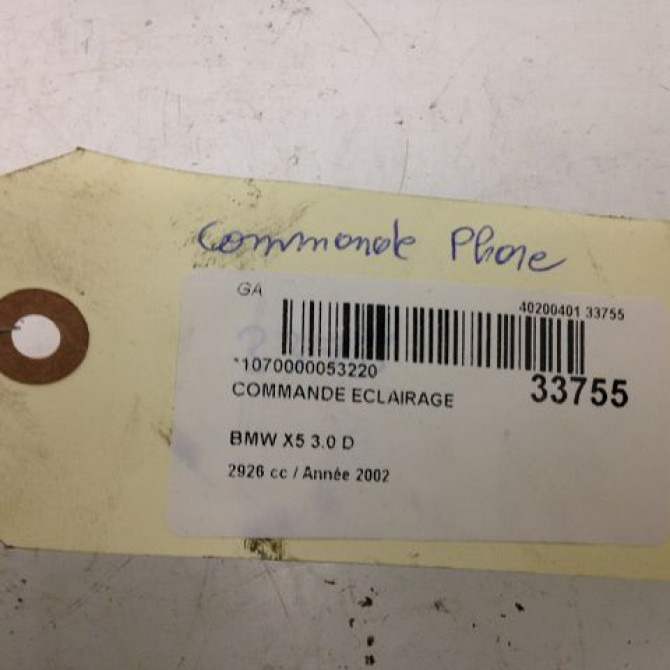 Commande Phare
GA
40200401 33755
*1070000053220
33755
COMMANDE ECLAIRAGE
BMW X5 3.0 D
2926 cc / Année 2002